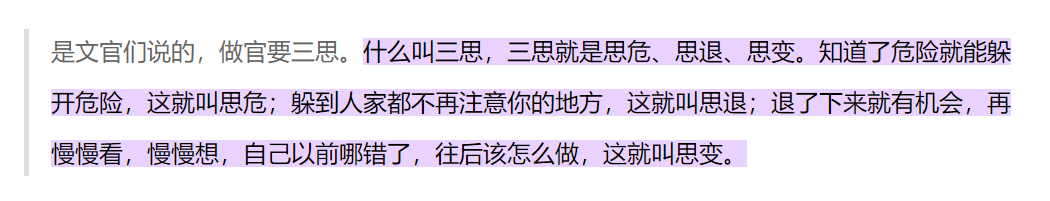 是文官们说的，做官要三思。什么叫三思，三思就是思危、思退、思变。知道了危险就能躲
开危险，这就叫思危；躲到人家都不再注意你的地方，这就叫思退；退了下来就有机会，再
慢慢看，慢慢想，自己以前哪错了，往后该怎么做，这就叫思变。